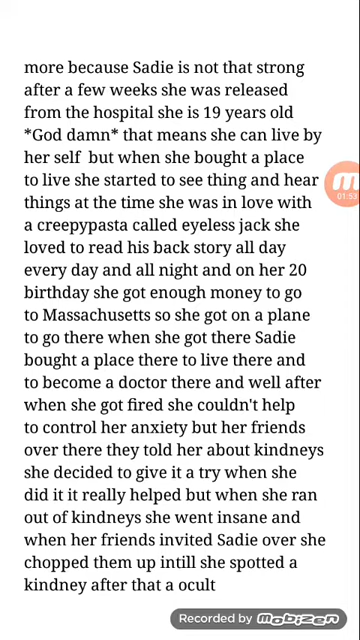 more because Sadie is not that strong
after a few weeks she was released
from the hospital she is 19 years old
*God damn* that means she can live by
her self  but when she bought a place
to live she started to see thing and hear
things at the time she was in love with
a creepypasta called eyeless jack she
loved to read his back story all day
every day and all night and on her 20
birthday she got enough money to go
to Massachusetts so she got on a plane
to go there when she got there Sadie
bought a place there to live there and
to become a doctor there and well after
when she got fired she couldn't help
to control her anxiety but her friends
over there they told her about kindneys
she decided to give it a try when she
did it it really helped but when she ran
out of kindneys she went insane and
when her friends invited Sadie over she
chopped them up intill she spotted a
kindney after that a ocult
01:53
Recorded by Mobizen